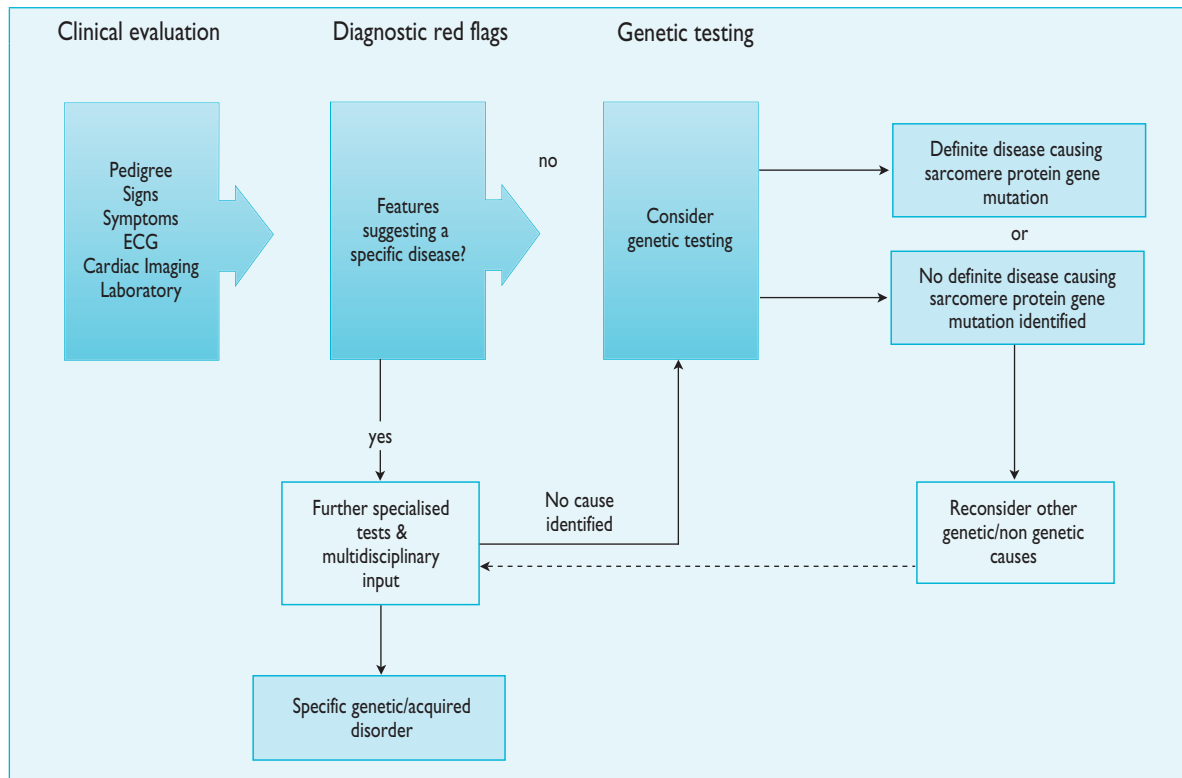 Clinical evaluation
Diagnostic red flags
Genetic testing
Pedigree
Signs
Symptoms
ECG
Cardiac Imaging
Laboratory
Features
suggesting a
specific disease?
no
Consider
genetic testing
Definite disease causing
sarcomere protein gene
mutation
or
No definite disease causing
sarcomere protein gene
mutation identified
yes
Further specialised
tests &
multidisciplinary
input
No cause
identified
Reconsider other
genetic/non genetic
causes
Specific genetic/acquired
disorder